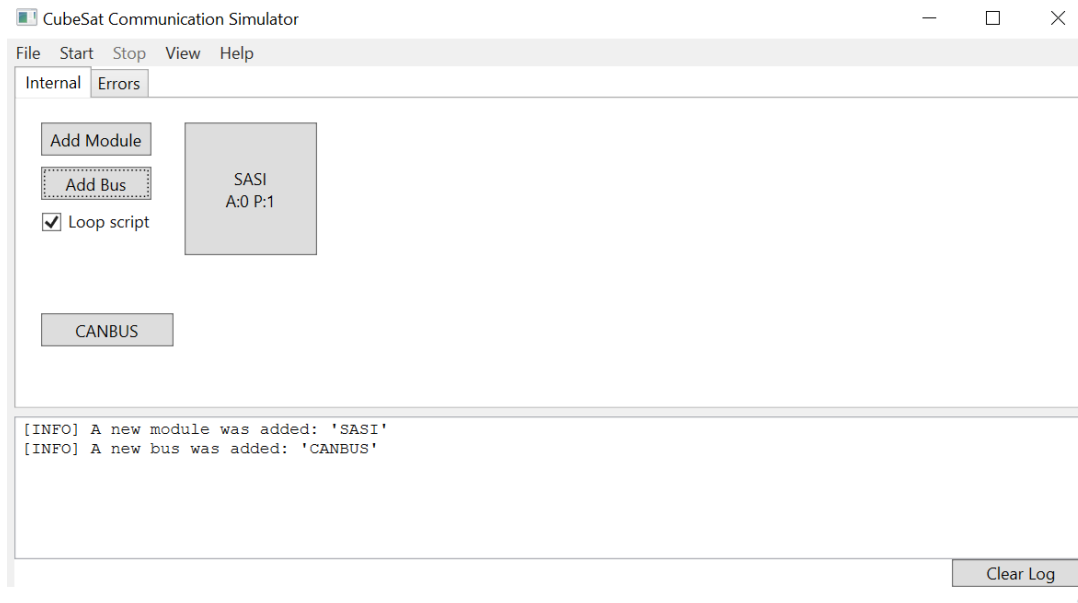 CubeSat Communication Simulator
File Start Stop View Help
Internal Errors
Add Module
Add Bus
Loop script
SASI
A:0 P:1
CANBUS
[INFO] A new module was added: 'SASI'
[INFO] A new bus was added: 'CANBUS'
Clear Log